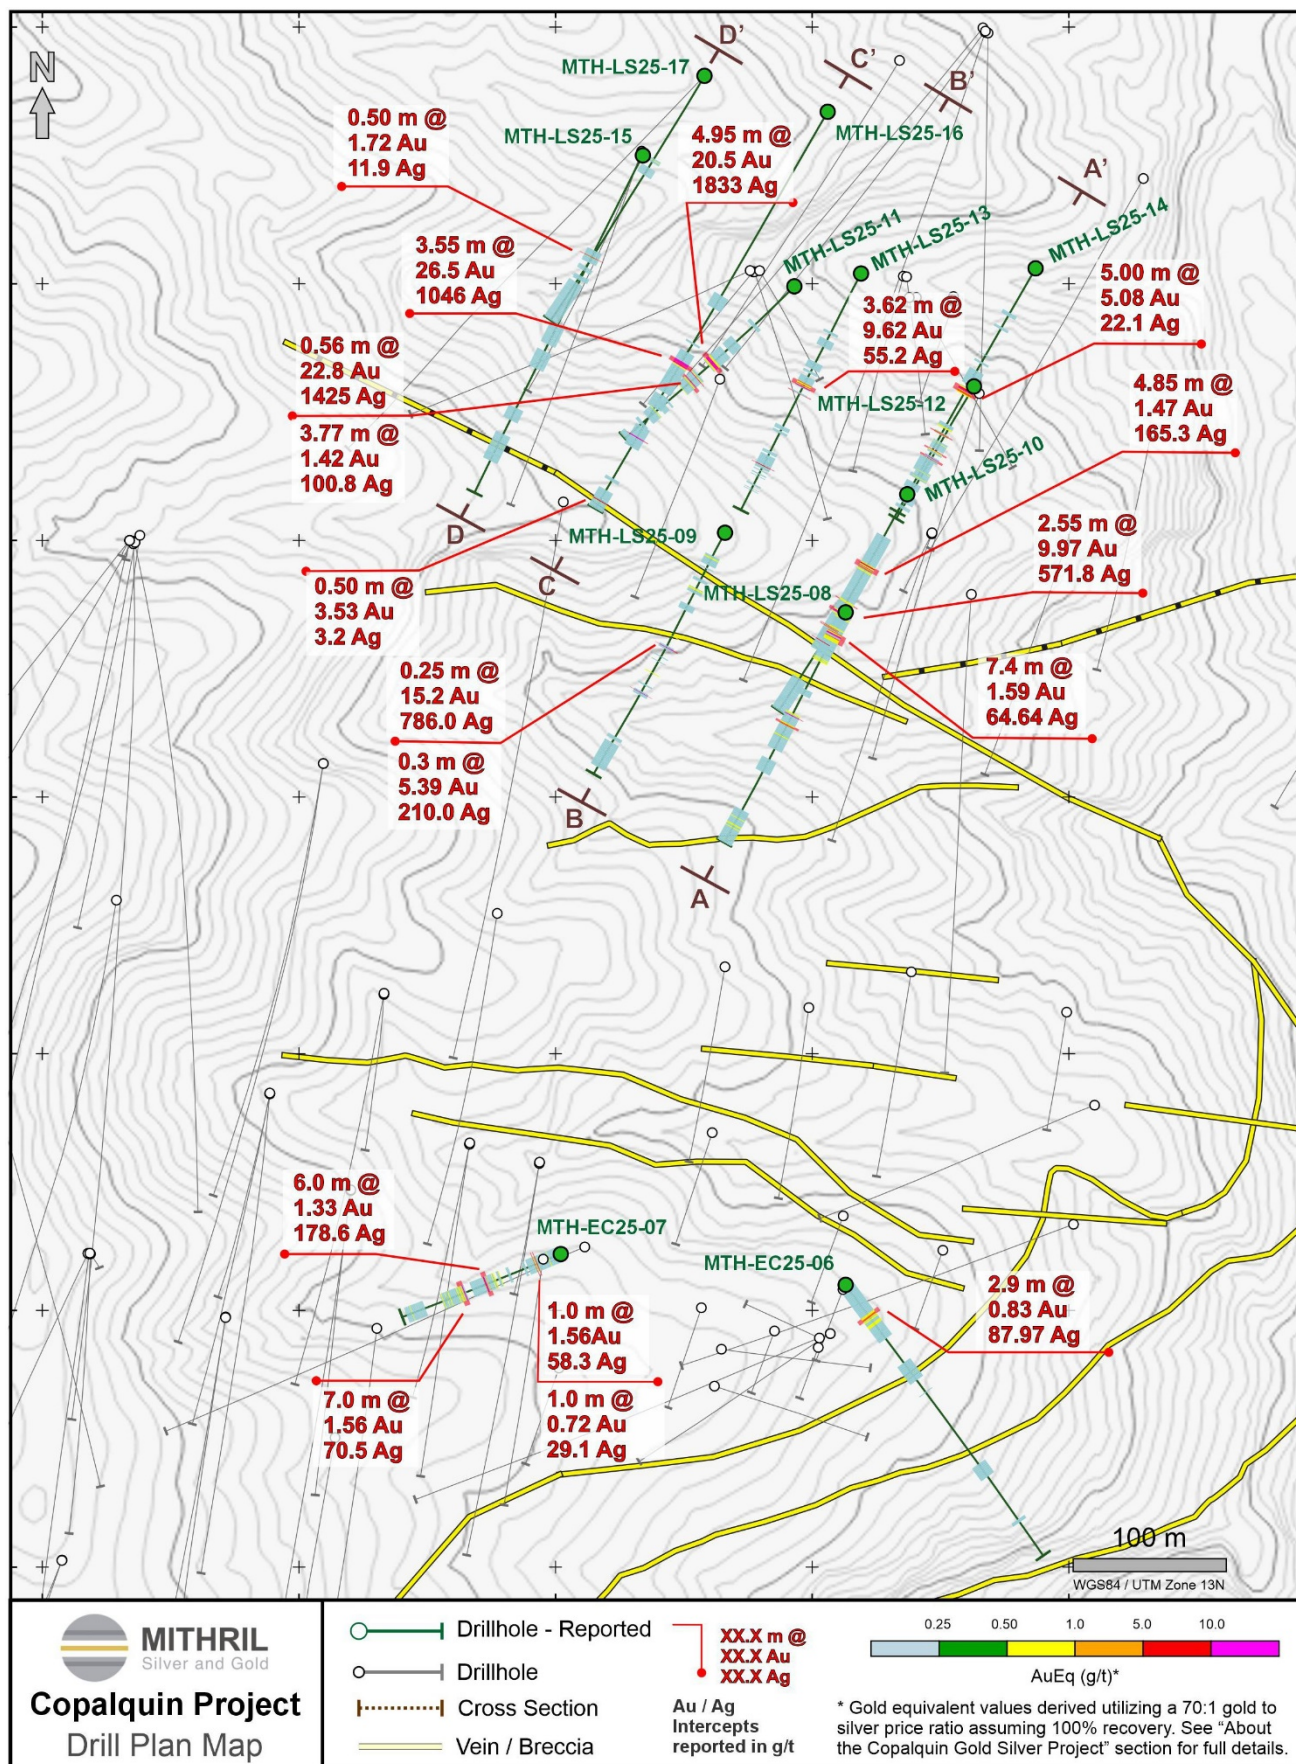 N
D'
C'
B'
A'
MTH-LS25-17
MTH-LS25-15
MTH-LS25-16
MTH-LS25-11
MTH-LS25-13
MTH-LS25-14
0.50 m @
1.72 Au
11.9 Ag
4.95 m @
20.5 Au
1833 Ag
3.55 m @
26.5 Au
1046 Ag
5.00 m @
5.08 Au
22.1 Ag
3.62 m @
9.62 Au
55.2 Ag
0.56 m @
22.8 Au
1425 Ag
3.77 m @
1.42 Au
100.8 Ag
MTH-LS25-12
4.85 m @
1.47 Au
165.3 Ag
MTH-LS25-10
D
C
MTH-LS25-09
2.55 m @
9.97 Au
571.8 Ag
0.50 m @
3.53 Au
3.2 Ag
MTH-LS25-08
0.25 m @
15.2 Au
786.0 Ag
0.3 m @
5.39 Au
210.0 Ag
7.4 m @
1.59 Au
64.64 Ag
B
A
6.0 m @
1.33 Au
178.6 Ag
MTH-EC25-07
MTH-EC25-06
1.0 m @
1.56Au
58.3 Ag
1.0 m @
0.72 Au
29.1 Ag
2.9 m @
0.83 Au
87.97 Ag
7.0 m @
1.56 Au
70.5 Ag
100 m
WGS84 / UTM Zone 13N
MITHRIL
Silver and Gold
Copalquin Project
Drill Plan Map
Drillhole - Reported
Drillhole
Cross Section
Vein / Breccia
XX.X m @
XX.X Au
XX.X Ag
Au / Ag
Intercepts
reported in g/t
0.25 0.50 1.0 5.0 10.0
AuEq (g/t)*
* Gold equivalent values derived utilizing a 70:1 gold to
silver price ratio assuming 100% recovery. See "About
the Copalquin Gold Silver Project" section for full details.